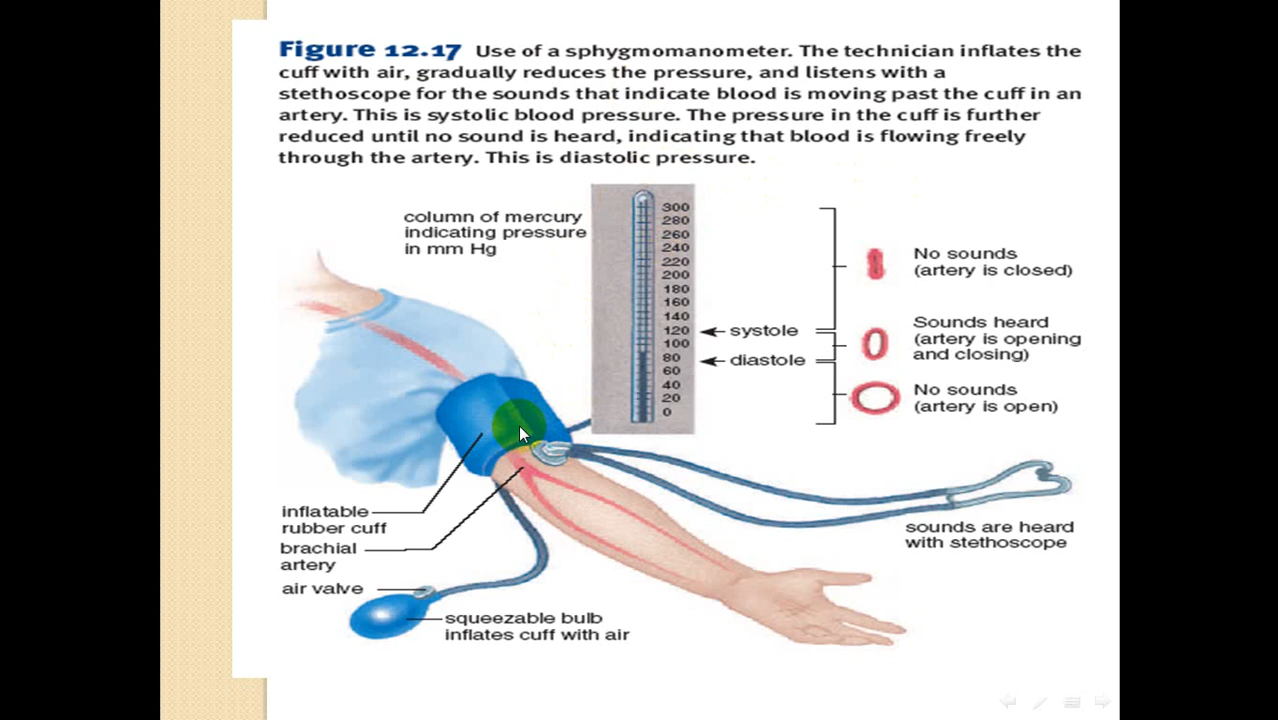 Figure 12.17 Use of a sphygmomanometer. The technician inflates the
cuff with air, gradually reduces the pressure, and listens with a
stethoscope for the sounds that indicate blood is moving past the cuff in an
artery. This is systolic blood pressure. The pressure in the cuff is further
reduced until no sound is heard, indicating that blood is flowing freely
through the artery. This is diastolic pressure.
column of mercury
indicating pressure
in mm Hg
300
280
260
240
220
200
180
160
140
120
100
80
60
40
20
0
systole
diastole
No sounds
(artery is closed)
Sounds heard
(artery is opening
and closing)
No sounds
(artery is open)
inflatable
rubber cuff
brachial
artery
air valve
squeezable bulb
inflates cuff with air
sounds are heard
with stethoscope